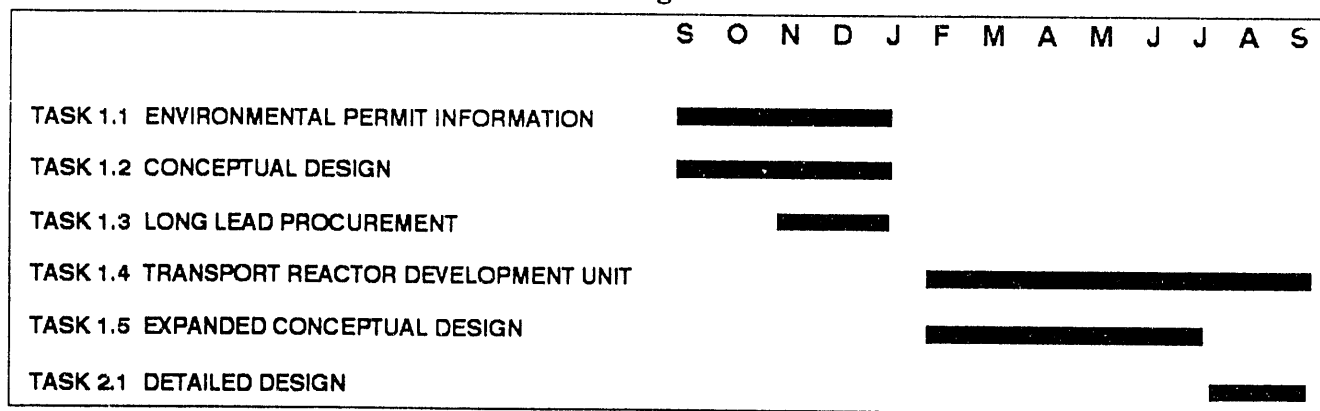 S O N D J F M A M J J A S
TASK 1.1 ENVIRONMENTAL PERMIT INFORMATION
TASK 1.2 CONCEPTUAL DESIGN
TASK 1.3 LONG LEAD PROCUREMENT
TASK 1.4 TRANSPORT REACTOR DEVELOPMENT UNIT
TASK 1.5 EXPANDED CONCEPTUAL DESIGN
TASK 2.1 DETAILED DESIGN